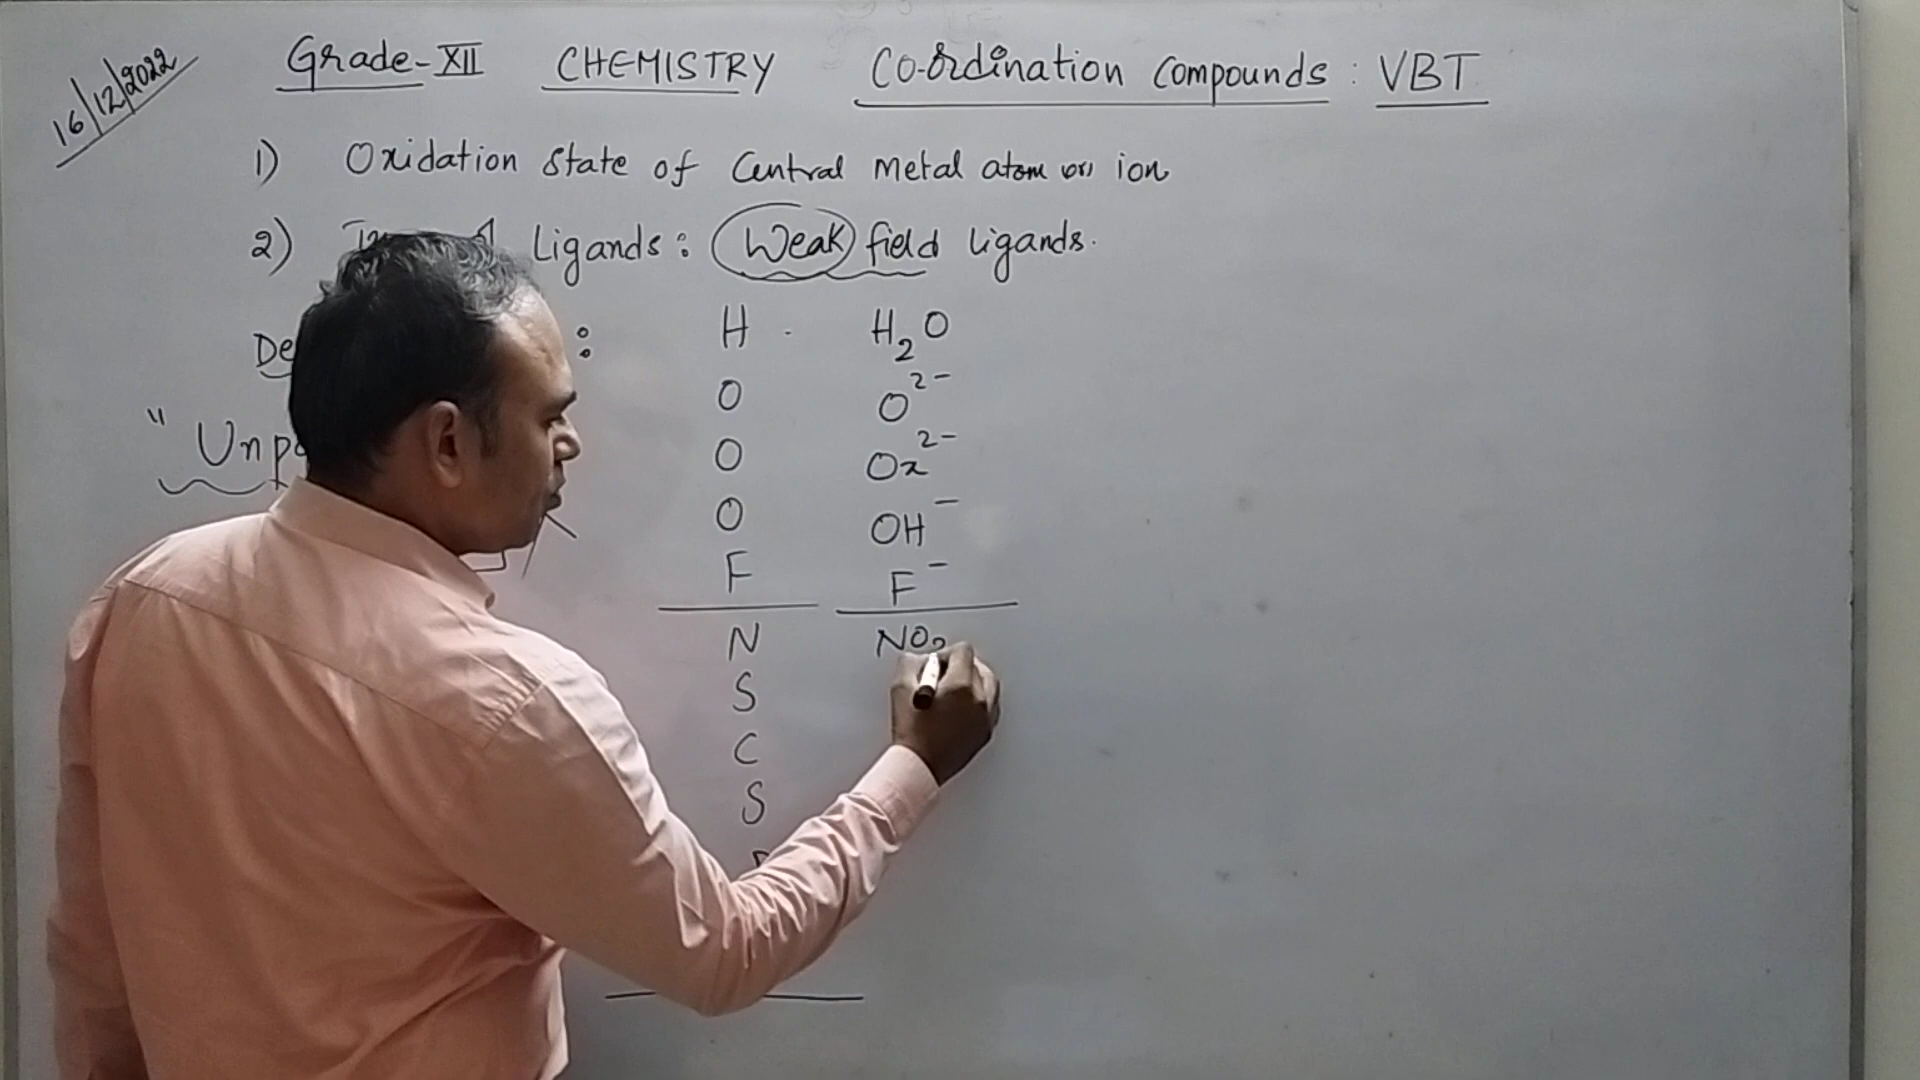 16/12/2022
Grade-XII CHEMISTRY Co-ordination Compounds : VBT
1) Oxidation state of Central Metal atom (or) ion
2) Ligands : Weak field ligands.
H H2O
O O2-
O Ox2-
O OH-
F F-
N NO2
S
C
S